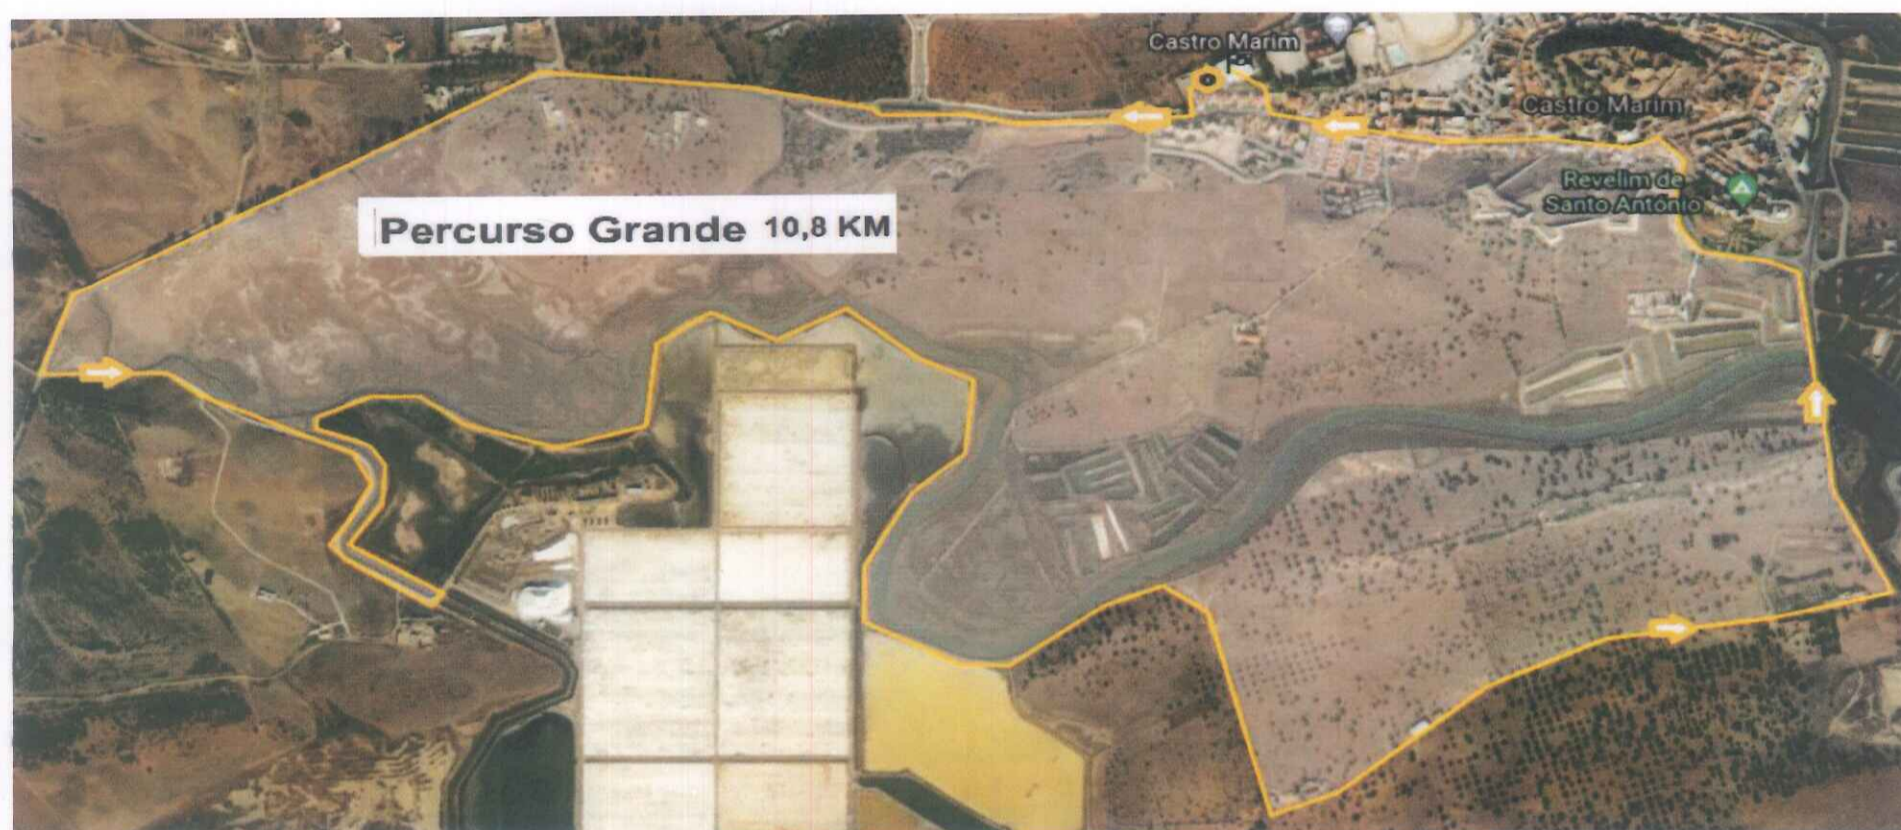 Castro Marim
Castro Marim
Revelim de
Santo António
Percurso Grande 10,8 KM